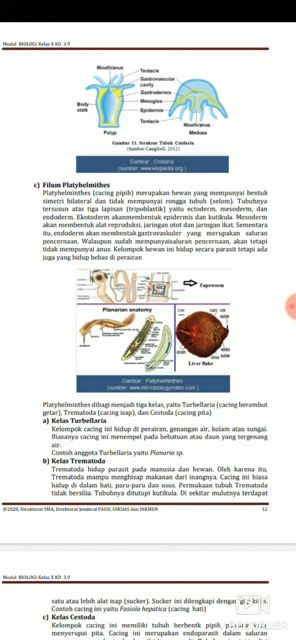 Modul BIOLOGI Kelas X KD 3.9
Mouth/anus
Tentacle
Gastrovascular
cavity
Gastrodermis
Mesoglea
Epidermis
Tentacle
Body
stalk
Mouth/anus
Polyp
Medusa
Gambar 11. Struktur Tubuh Cnidaria
(Sumber: Campbell, 2012)
Gambar Cnidaria
(sumber: www.wikipedia.org )
c) Filum Platyhelmithes
Platyhelminthes (cacing pipih) merupakan hewan yang mempunyai bentuk
simetri bilateral dan tidak mempunyai rongga tubuh (selom). Tubuhnya
tersusun atas tiga lapisan (tripoblastik) yaitu ectoderm, mesoderm, dan
endoderm. Ekotoderm akanmembentuk epidermis dan kutikula. Mesoderm
akan membentuk alat reproduksi, jaringan otot dan jaringan ikat. Sementara
itu, endoderm akan membentuk gastrovaskuler yang merupakan saluran
pencernaan. Walaupun sudah mempunyaisaluran pencernaan, akan tetapi
tidak mempunyai anus. Kelompok hewan ini hidup secara parasit tetapi ada
juga yang hidup bebas di perairan
Tapeworm
Planarian anatomy
Liver fluke
Gambar Platyhelminthes
(sumber: www.microbiologynotes.com )
Platyhelminthes dibagi menjadi tiga kelas, yaitu Turbellaria (cacing berambut
getar), Trematoda (cacing isap), dan Cestoda (cacing pita)
a) Kelas Turbellaria
Kelompok cacing ini hidup di perairan, genangan air, kolam atau sungai.
Biasanya cacing ini menempel pada bebatuan atau daun yang tergenang
air.
Contoh anggota Turbellaria yaitu Planaria sp.
b) Kelas Trematoda
Trematoda hidup parasit pada manusia dan hewan. Oleh karena itu,
Trematoda mampu menghisap makanan dari inangnya. Cacing ini biasa
hidup di dalam hati, paru-paru dan usus. Permukaan tubuh Trematoda
tidak bersilia. Tubuhnya ditutupi kutikula. Di sekitar mulutnya terdapat
@2020, Direktorat SMA, Direktorat Jenderal PAUD, DIKDAS dan DIKMEN
12
Modul BIOLOGI Kelas X KD 3.9
satu atau lebih alat isap (sucker). Sucker ini dilengkapi dengan gigi kitin.
Contoh cacing ini yaitu Fasiola hepatica (cacing hati)
c) Kelas Cestoda
Kelompok cacing ini memiliki tubuh berbentk pipih
menyerupai pita. Cacing ini merupakan endoparasit dalam saluran